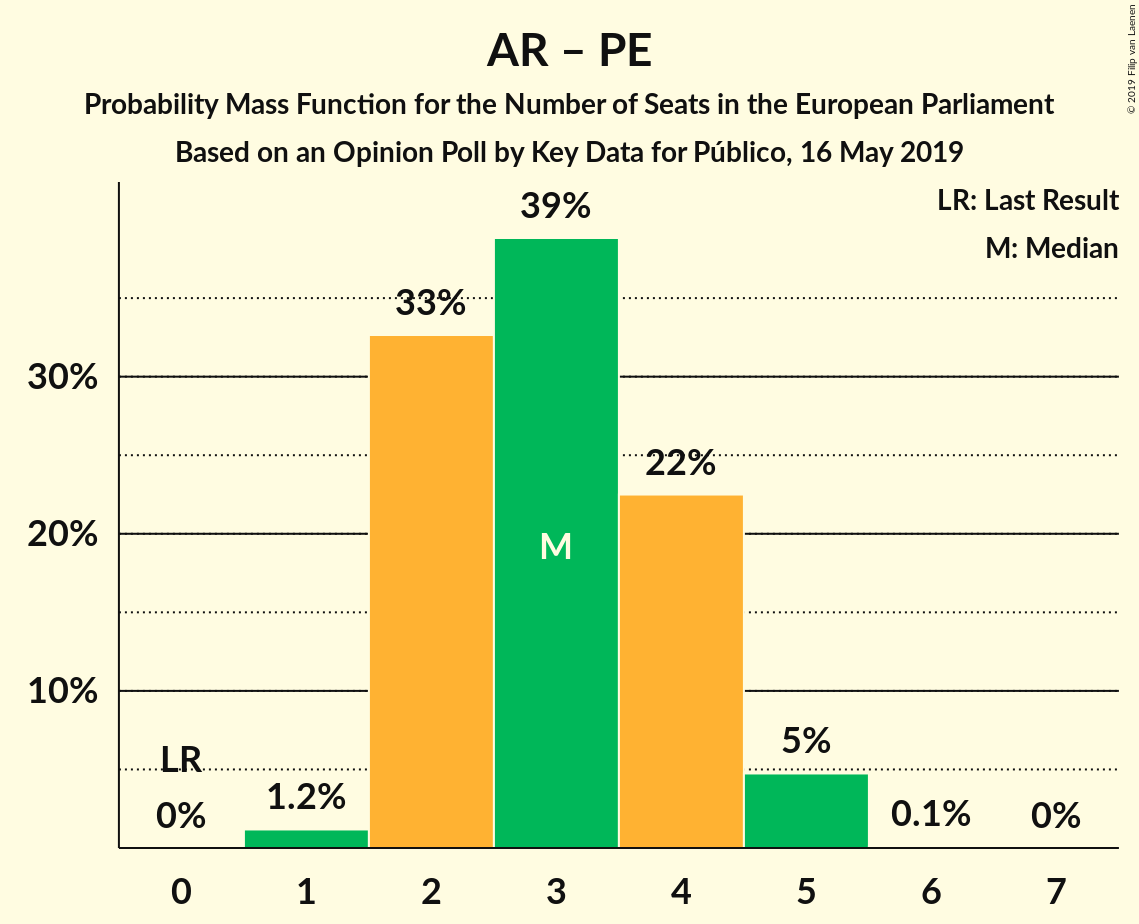 AR – PE
Probability Mass Function for the Number of Seats in the European Parliament
Based on an Opinion Poll by Key Data for Público, 16 May 2019
© 2019 Filip van Laenen
LR: Last Result
M: Median
39%
33%
30%
22%
20%
M
10%
LR
5%
1.2%
0%
0.1%
0%
0 1 2 3 4 5 6 7